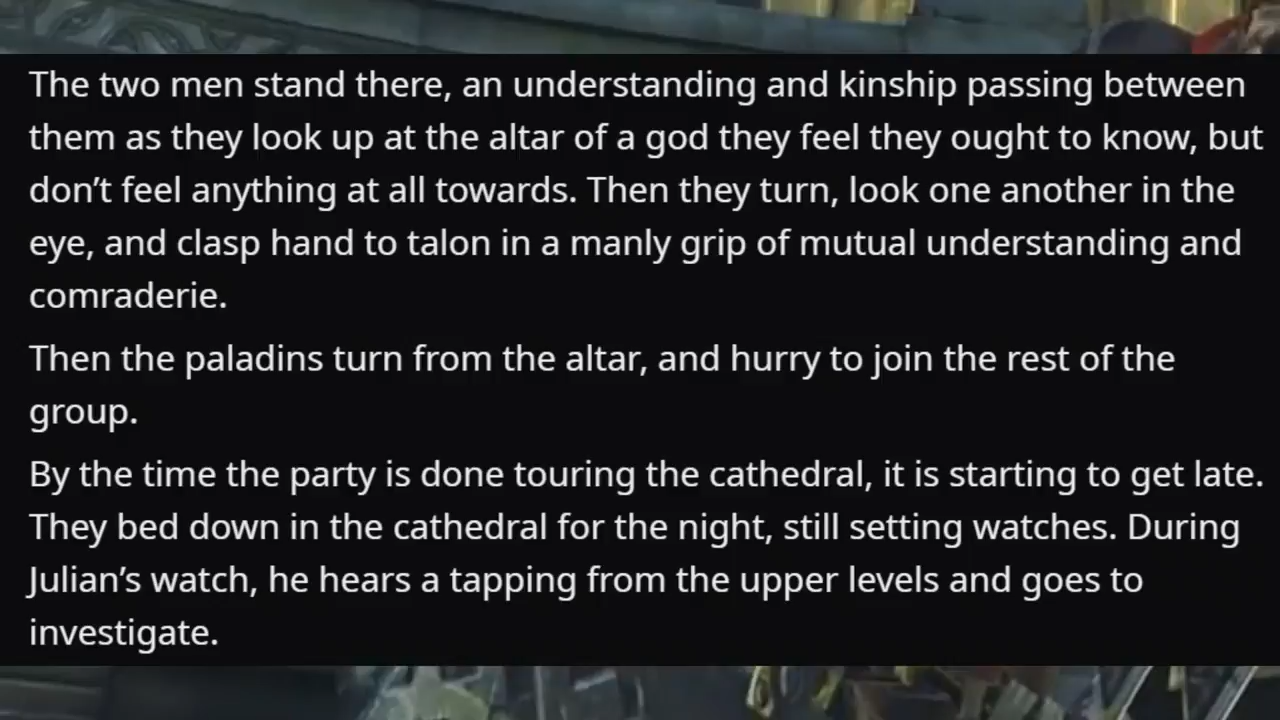 The two men stand there, an understanding and kinship passing between
them as they look up at the altar of a god they feel they ought to know, but
don’t feel anything at all towards. Then they turn, look one another in the
eye, and clasp hand to talon in a manly grip of mutual understanding and
comraderie.
Then the paladins turn from the altar, and hurry to join the rest of the
group.
By the time the party is done touring the cathedral, it is starting to get late.
They bed down in the cathedral for the night, still setting watches. During
Julian’s watch, he hears a tapping from the upper levels and goes to
investigate.